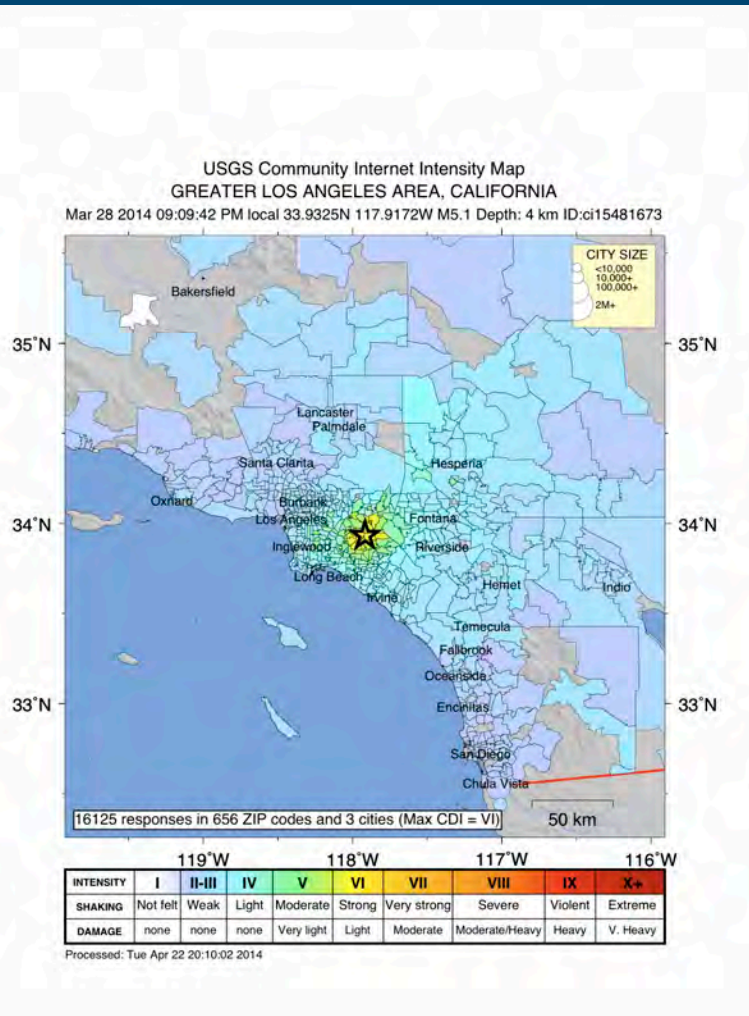 USGS Community Internet Intensity Map
GREATER LOS ANGELES AREA, CALIFORNIA
Mar 28 2014 09:09:42 PM local 33.9325N 117.9172W M5.1 Depth: 4 km ID:ci15481673
CITY SIZE
<10,000
10,000+
100,000+
2M+
Bakersfield
35˚N 35˚N
Lancaster
Palmdale
Santa Clarita Hesperia
Oxnard Burbank
Los Angeles Fontana
34˚N 34˚N
Inglewood Riverside
Long Beach Hemet Indio
Irvine
Temecula
Fallbrook
Oceanside
33˚N 33˚N
Encinitas
San Diego
Chula Vista
16125 responses in 656 ZIP codes and 3 cities (Max CDI = VI) 50 km
119˚W 118˚W 117˚W 116˚W
INTENSITY I II-III IV V VI VII VIII IX X+
SHAKING Not felt Weak Light Moderate Strong Very strong Severe Violent Extreme
DAMAGE none none none Very light Light Moderate Moderate/Heavy Heavy V. Heavy
Processed: Tue Apr 22 20:10:02 2014